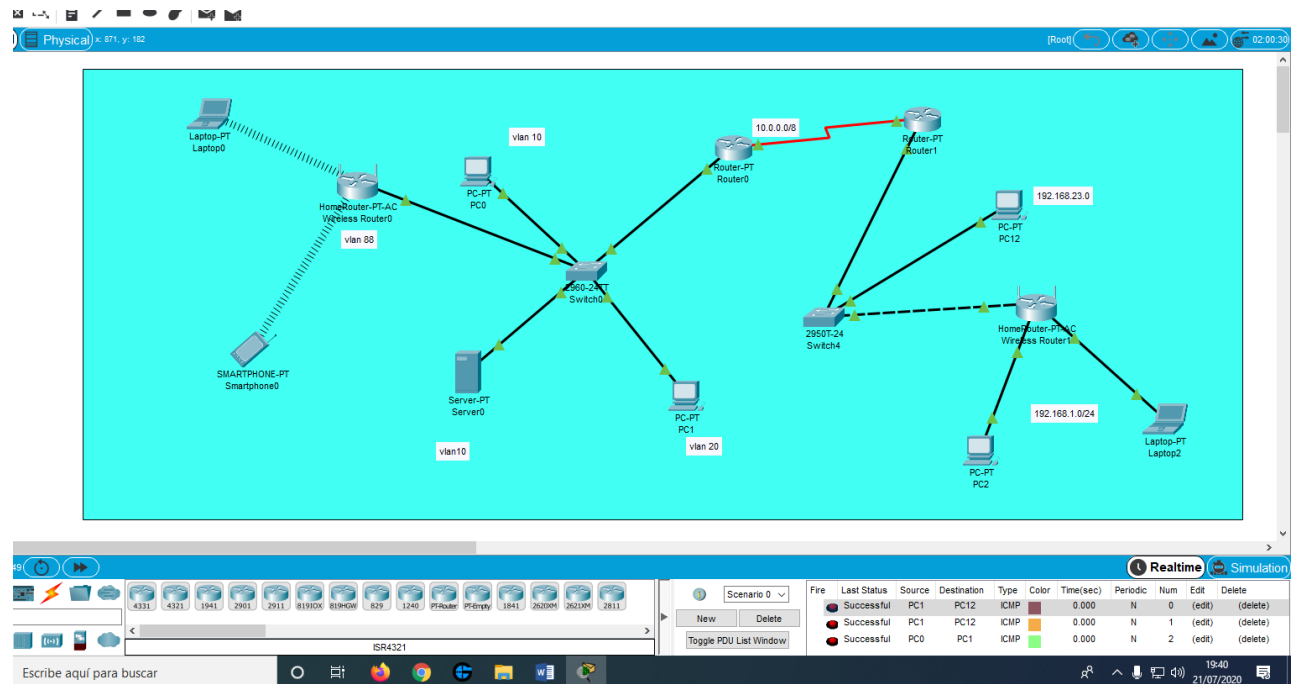 Physical x: 871, y: 182 [Root] 02:00:30
Laptop-PT
Laptop0
vlan 10
10.0.0.0/8
Router-PT
Router1
Router-PT
Router0
PC-PT
PC0
HomeRouter-PT-AC
Wireless Router0
vlan 88
192.168.23.0
PC-PT
PC12
2960-24TT
Switch0
2950T-24
Switch4
HomeRouter-PT-AC
Wireless Router1
SMARTPHONE-PT
Smartphone0
Server-PT
Server0
PC-PT
PC1
vlan 20
vlan10
192.168.1.0/24
Laptop-PT
Laptop2
PC-PT
PC2
49 Realtime Simulation
4331 4321 1941 2901 2911 819IOX 819HGW 829 1240 PT-Router PT-Empty 1841 2620XM 2621XM 2811
ISR4321
Scenario 0
New Delete
Toggle PDU List Window
Fire Last Status Source Destination Type Color Time(sec) Periodic Num Edit Delete
Successful PC1 PC12 ICMP 0.000 N 0 (edit) (delete)
Successful PC1 PC12 ICMP 0.000 N 1 (edit) (delete)
Successful PC0 PC1 ICMP 0.000 N 2 (edit) (delete)
Escribe aquí para buscar
19:40
21/07/2020